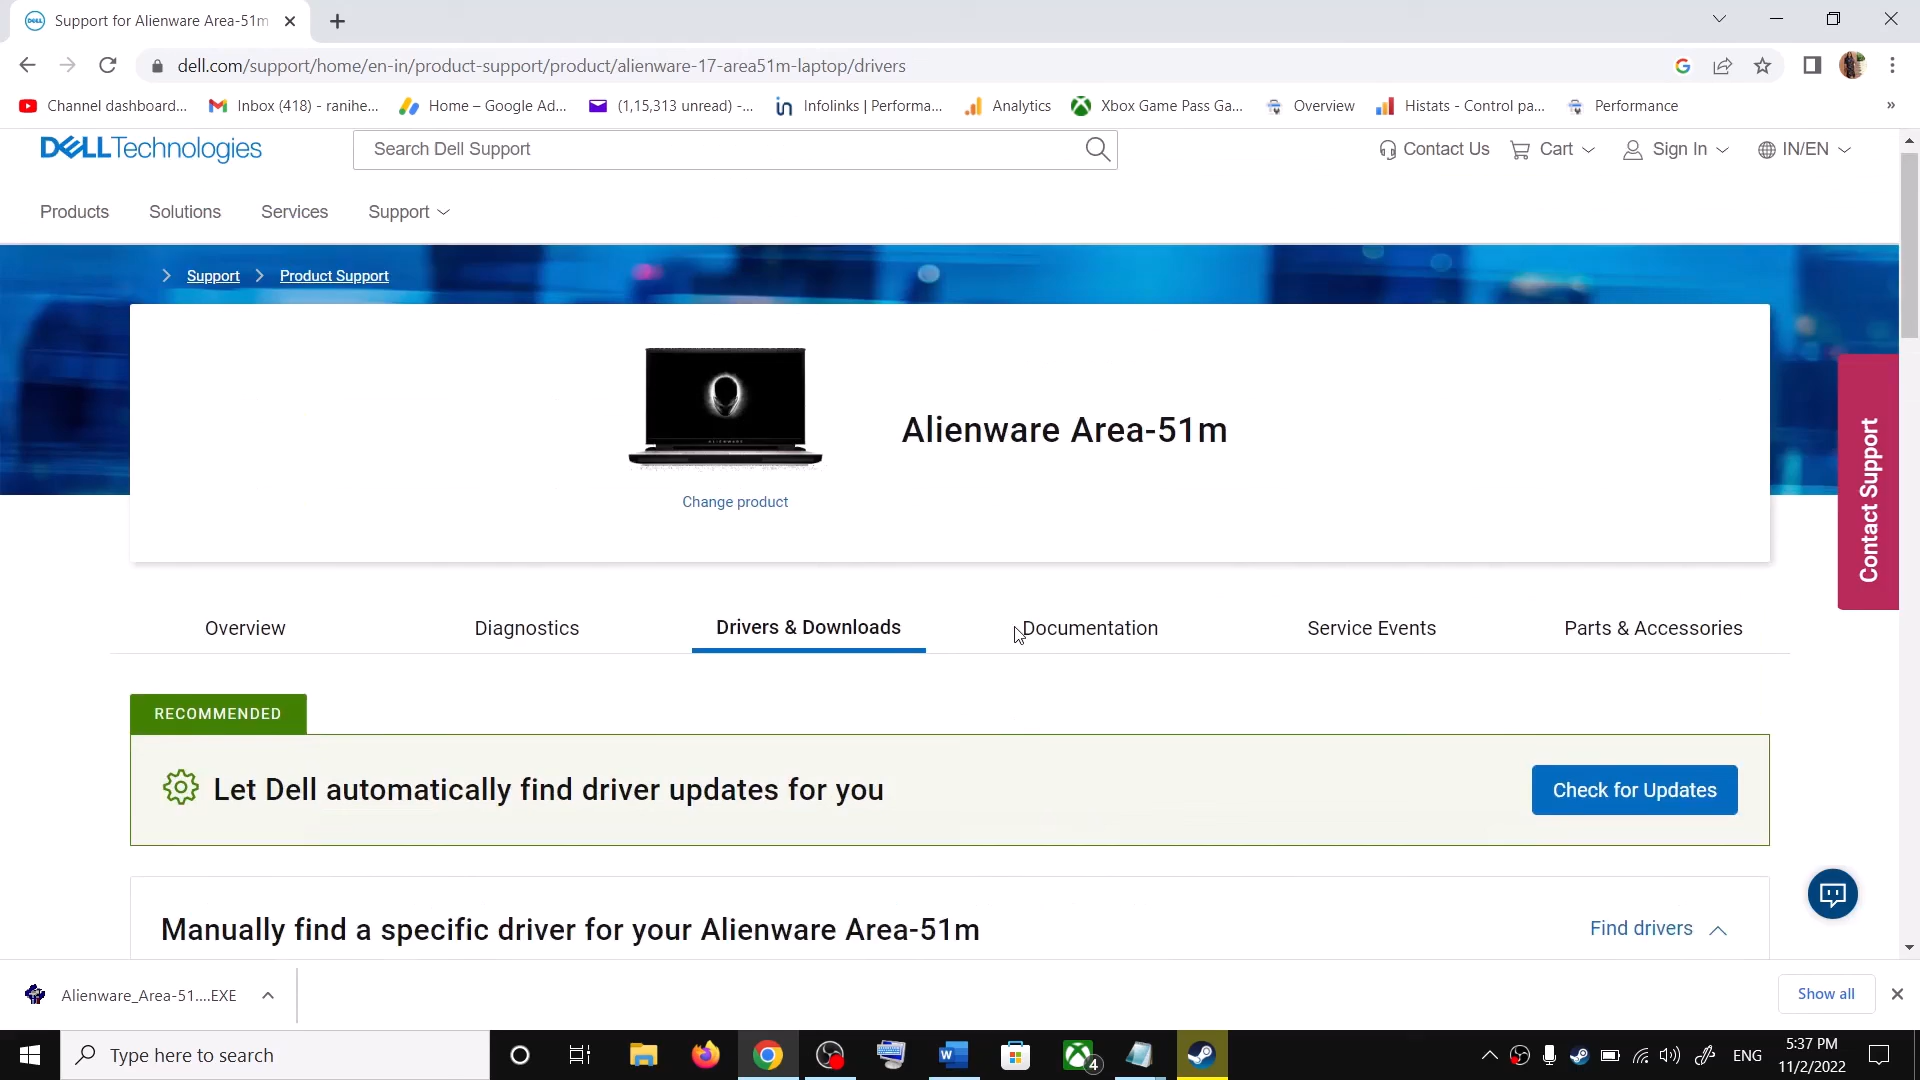 Support for Alienware Area-51m
dell.com/support/home/en-in/product-support/product/alienware-17-area51m-laptop/drivers
Channel dashboard... Inbox (418) - ranihe... Home – Google Ad... (1,15,313 unread) -... Infolinks | Performa... Analytics Xbox Game Pass Ga... Overview Histats - Control pa... Performance »
DELLTechnologies Search Dell Support Contact Us Cart Sign In IN/EN
Products Solutions Services Support
Support Product Support
ALIENWARE
Alienware Area-51m
Change product
Contact Support
Overview Diagnostics Drivers & Downloads Documentation Service Events Parts & Accessories
RECOMMENDED
Let Dell automatically find driver updates for you Check for Updates
Manually find a specific driver for your Alienware Area-51m Find drivers
Alienware_Area-51....EXE Show all
Type here to search 4 ENG 5:37 PM
11/2/2022